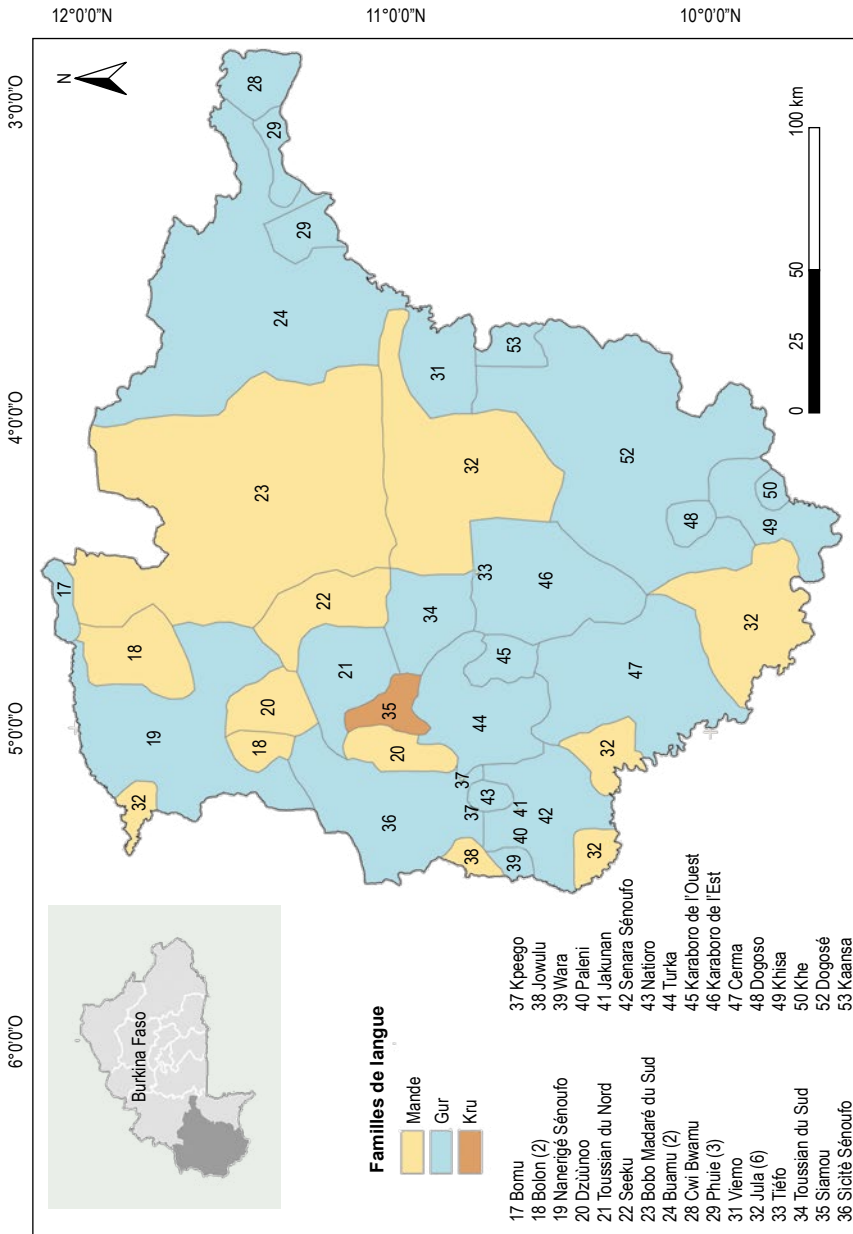 6°0'0"O
5°0'0"O
4°0'0"O
3°0'0"O
12°0'0"N
11°0'0"N
10°0'0"N
N
Burkina Faso
17
18
32
19
18
20
22
23
21
35
20
36
34
24
29
29
28
31
53
32
33
46
45
44
37
37
43
38
39
40
41
42
32
32
47
52
48
50
49
32
Familles de langue
Mande
Gur
Kru
17 Bomu
18 Bolon (2)
19 Nanerigé Sénoufo
20 Dzùùnoo
21 Toussian du Nord
22 Seeku
23 Bobo Madaré du Sud
24 Buamu (2)
28 Cwi Bwamu
29 Phuie (3)
31 Viemo
32 Jula (6)
33 Tiéfo
34 Toussian du Sud
35 Siamou
36 Sicìtè Sénoufo
37 Kpeego
38 Jowulu
39 Wara
40 Paleni
41 Jakunan
42 Senara Sénoufo
43 Natioro
44 Turka
45 Karaboro de l'Ouest
46 Karaboro de l'Est
47 Cerma
48 Dogoso
49 Khisa
50 Khe
52 Dogosé
53 Kaansa
0 25 50 100 km